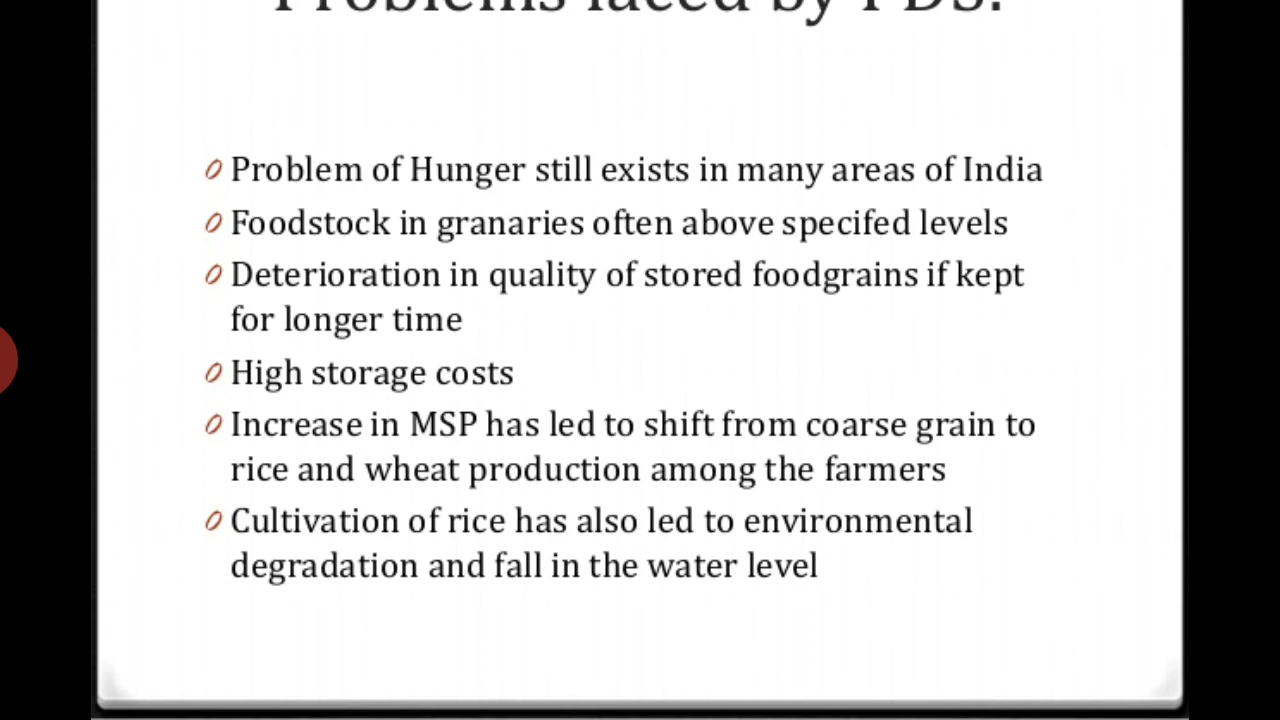 Problems faced by PDS:
Problem of Hunger still exists in many areas of India
Foodstock in granaries often above specifed levels
Deterioration in quality of stored foodgrains if kept
for longer time
High storage costs
Increase in MSP has led to shift from coarse grain to
rice and wheat production among the farmers
Cultivation of rice has also led to environmental
degradation and fall in the water level